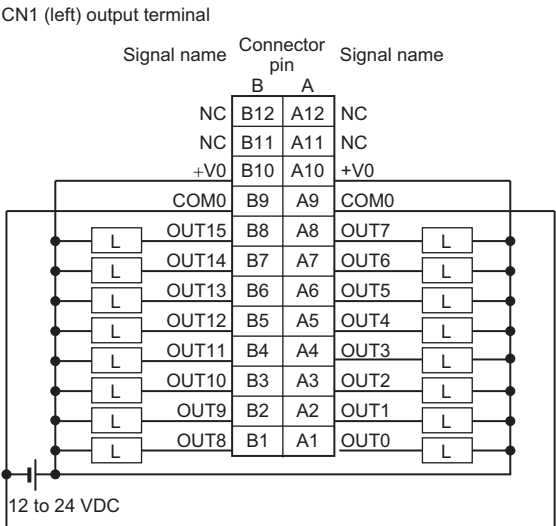 CN1 (left) output terminal
Signal name Connector pin Signal name
B A
NC B12 A12 NC
NC B11 A11 NC
+V0 B10 A10 +V0
COM0 B9 A9 COM0
L OUT15 B8 A8 OUT7 L
L OUT14 B7 A7 OUT6 L
L OUT13 B6 A6 OUT5 L
L OUT12 B5 A5 OUT4 L
L OUT11 B4 A4 OUT3 L
L OUT10 B3 A3 OUT2 L
L OUT9 B2 A2 OUT1 L
L OUT8 B1 A1 OUT0 L
12 to 24 VDC